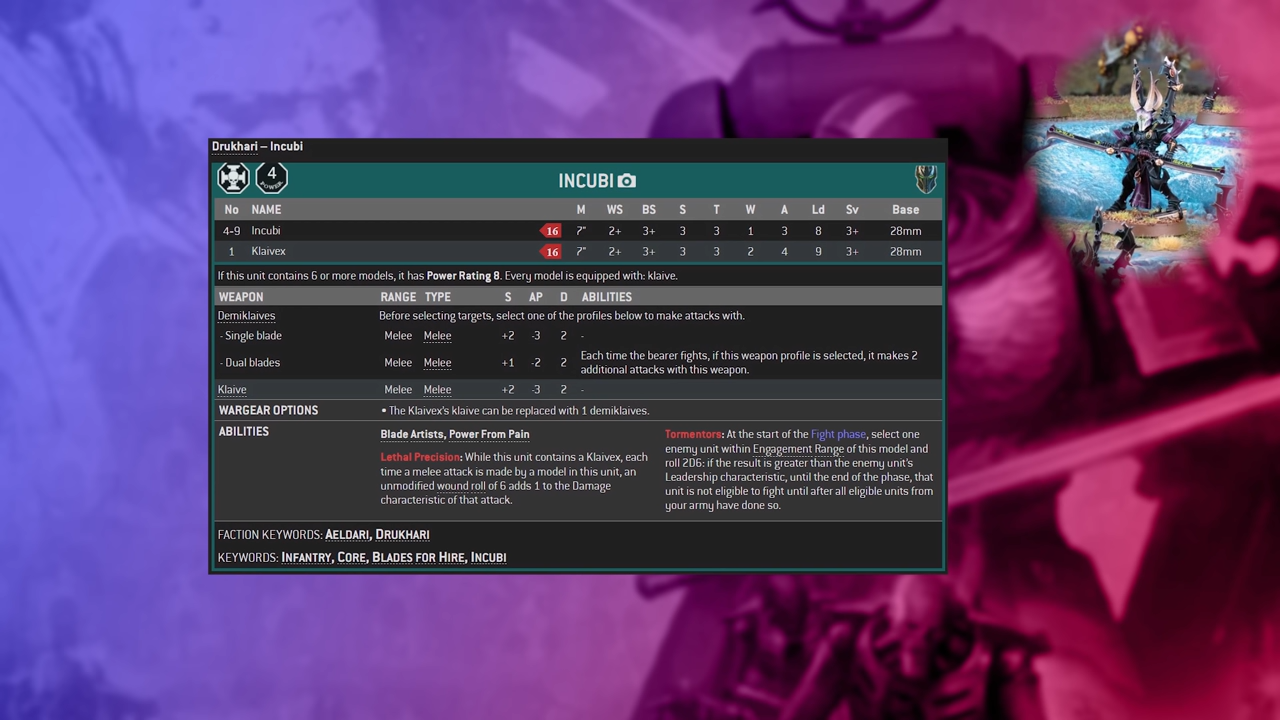 Drukhari – Incubi
4
POWER
INCUBI
No NAME M WS BS S T W A Ld Sv Base
4-9 Incubi 16 7" 2+ 3+ 3 3 1 3 8 3+ 28mm
1 Klaivex 16 7" 2+ 3+ 3 3 2 4 9 3+ 28mm
If this unit contains 6 or more models, it has Power Rating 8. Every model is equipped with: klaive.
WEAPON RANGE TYPE S AP D ABILITIES
Demiklaives Before selecting targets, select one of the profiles below to make attacks with.
- Single blade Melee Melee +2 -3 2 -
- Dual blades Melee Melee +1 -2 2 Each time the bearer fights, if this weapon profile is selected, it makes 2
additional attacks with this weapon.
Klaive Melee Melee +2 -3 2 -
WARGEAR OPTIONS • The Klaivex's klaive can be replaced with 1 demiklaives.
ABILITIES
Blade Artists, Power From Pain
Lethal Precision: While this unit contains a Klaivex, each
time a melee attack is made by a model in this unit, an
unmodified wound roll of 6 adds 1 to the Damage
characteristic of that attack.
Tormentors: At the start of the Fight phase, select one
enemy unit within Engagement Range of this model and
roll 2D6: if the result is greater than the enemy unit's
Leadership characteristic, until the end of the phase, that
unit is not eligible to fight until after all eligible units from
your army have done so.
FACTION KEYWORDS: AELDARI, DRUKHARI
KEYWORDS: INFANTRY, CORE, BLADES FOR HIRE, INCUBI